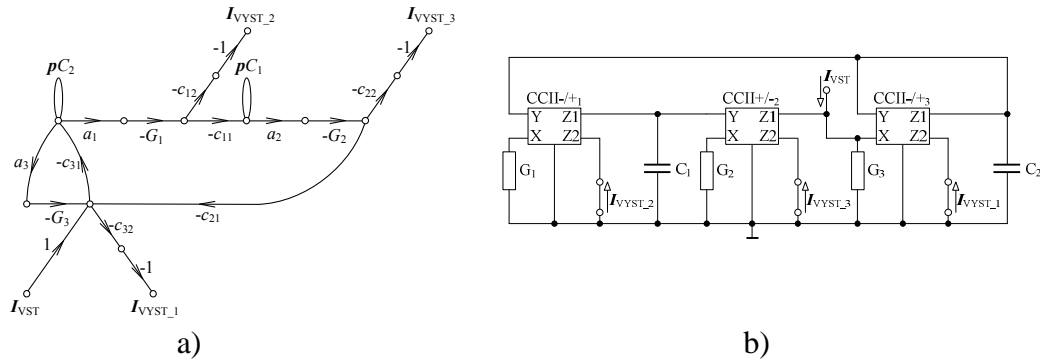 I_VYST_2
I_VYST_3
-1
-1
pC_2
pC_1
-c_12
-c_22
a_1
-G_1
-c_11
a_2
-G_2
a_3
-c_31
-G_3
-c_21
-c_32
1
-1
I_VST
I_VYST_1
a)
I_VST
CCII-/+_1
CCII+/-_2
CCII-/+_3
Y Z1
X Z2
Y Z1
X Z2
Y Z1
X Z2
G_1
C_1
G_2
G_3
C_2
I_VYST_2
I_VYST_3
I_VYST_1
b)